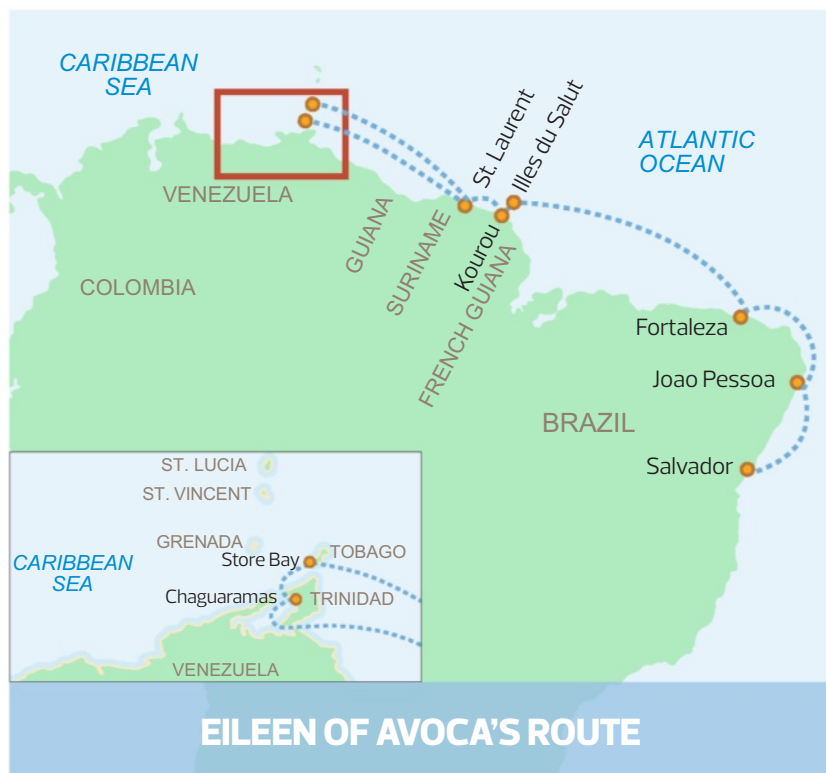 CARIBBEAN
SEA
St. Laurent
Illes du Salut
ATLANTIC
OCEAN
VENEZUELA
GUIANA
SURINAME
Kourou
FRENCH GUIANA
COLOMBIA
Fortaleza
Joao Pessoa
BRAZIL
Salvador
ST. LUCIA
ST. VINCENT
GRENADA
TOBAGO
Store Bay
CARIBBEAN
SEA
Chaguaramas
TRINIDAD
VENEZUELA
EILEEN OF AVOCA'S ROUTE